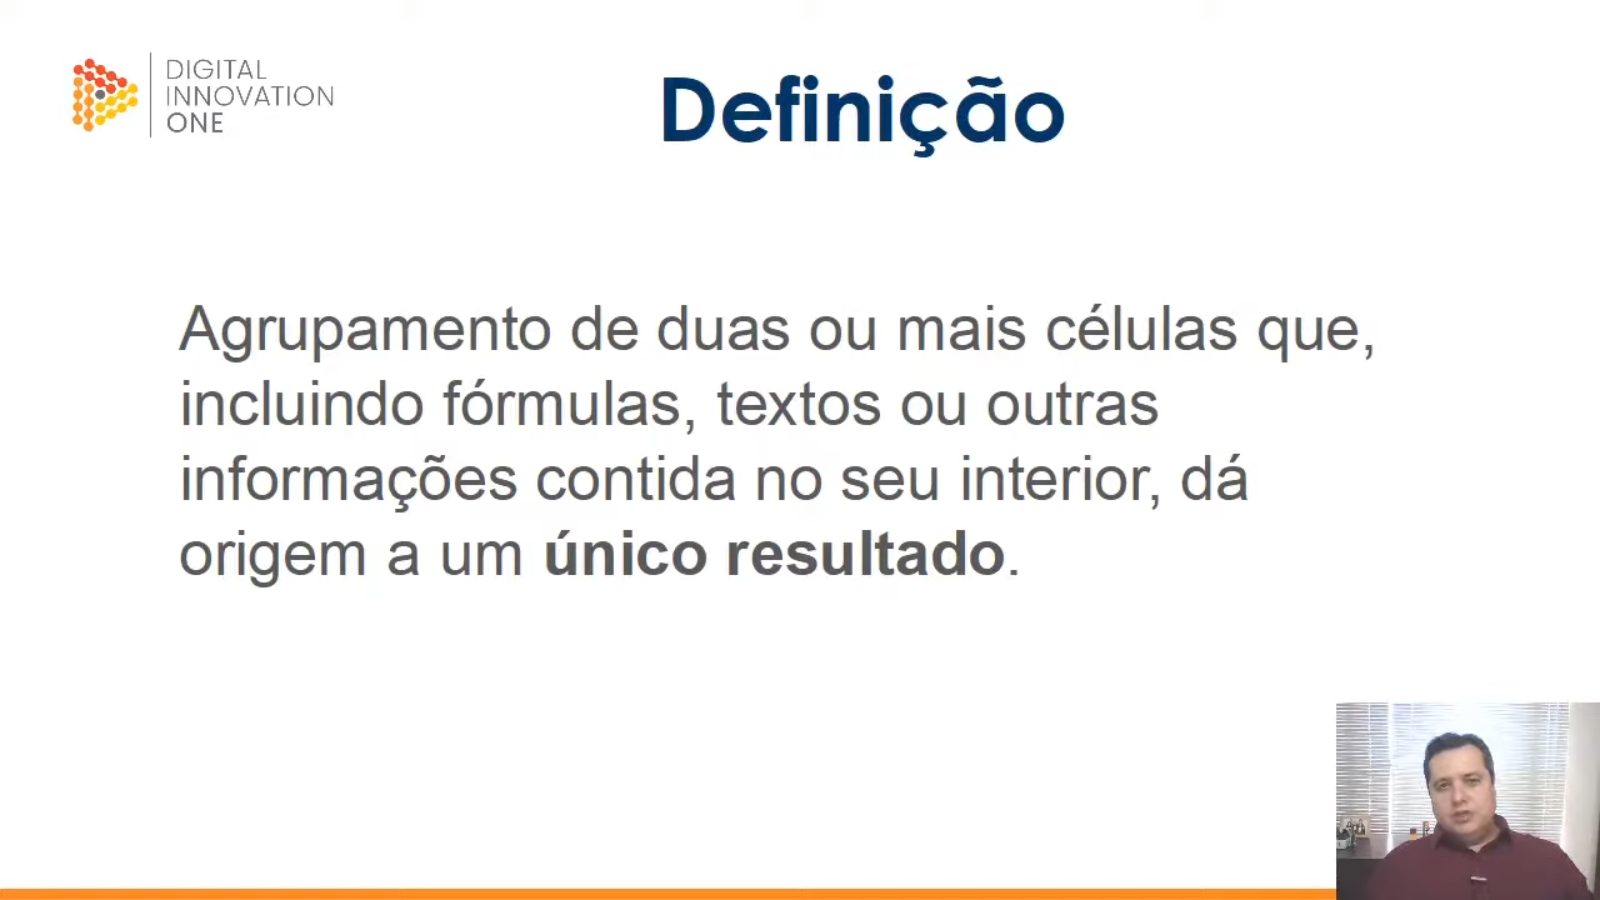 DIGITAL
INNOVATION
ONE
Definição
Agrupamento de duas ou mais células que,
incluindo fórmulas, textos ou outras
informações contida no seu interior, dá
origem a um único resultado.